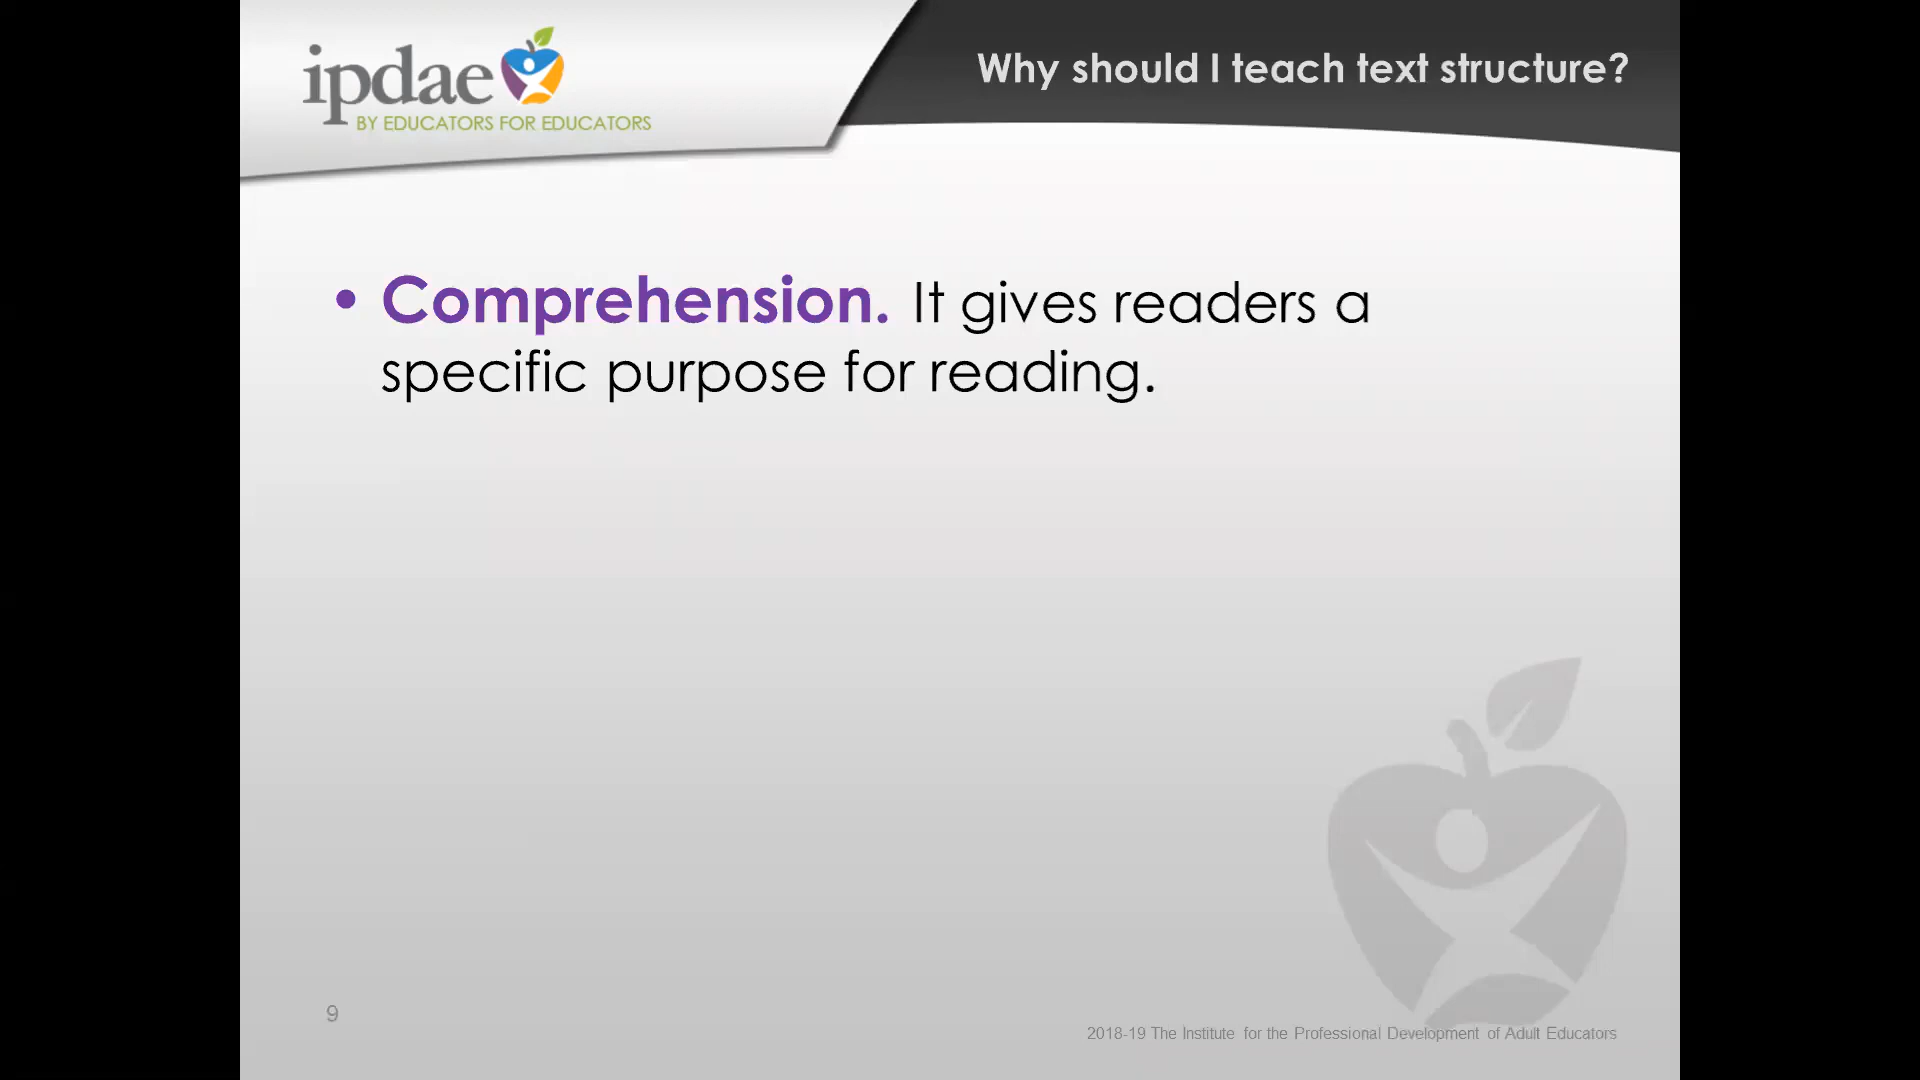 ipdae
BY EDUCATORS FOR EDUCATORS
Why should I teach text structure?
• Comprehension. It gives readers a
specific purpose for reading.
9
2018-19 The Institute for the Professional Development of Adult Educators